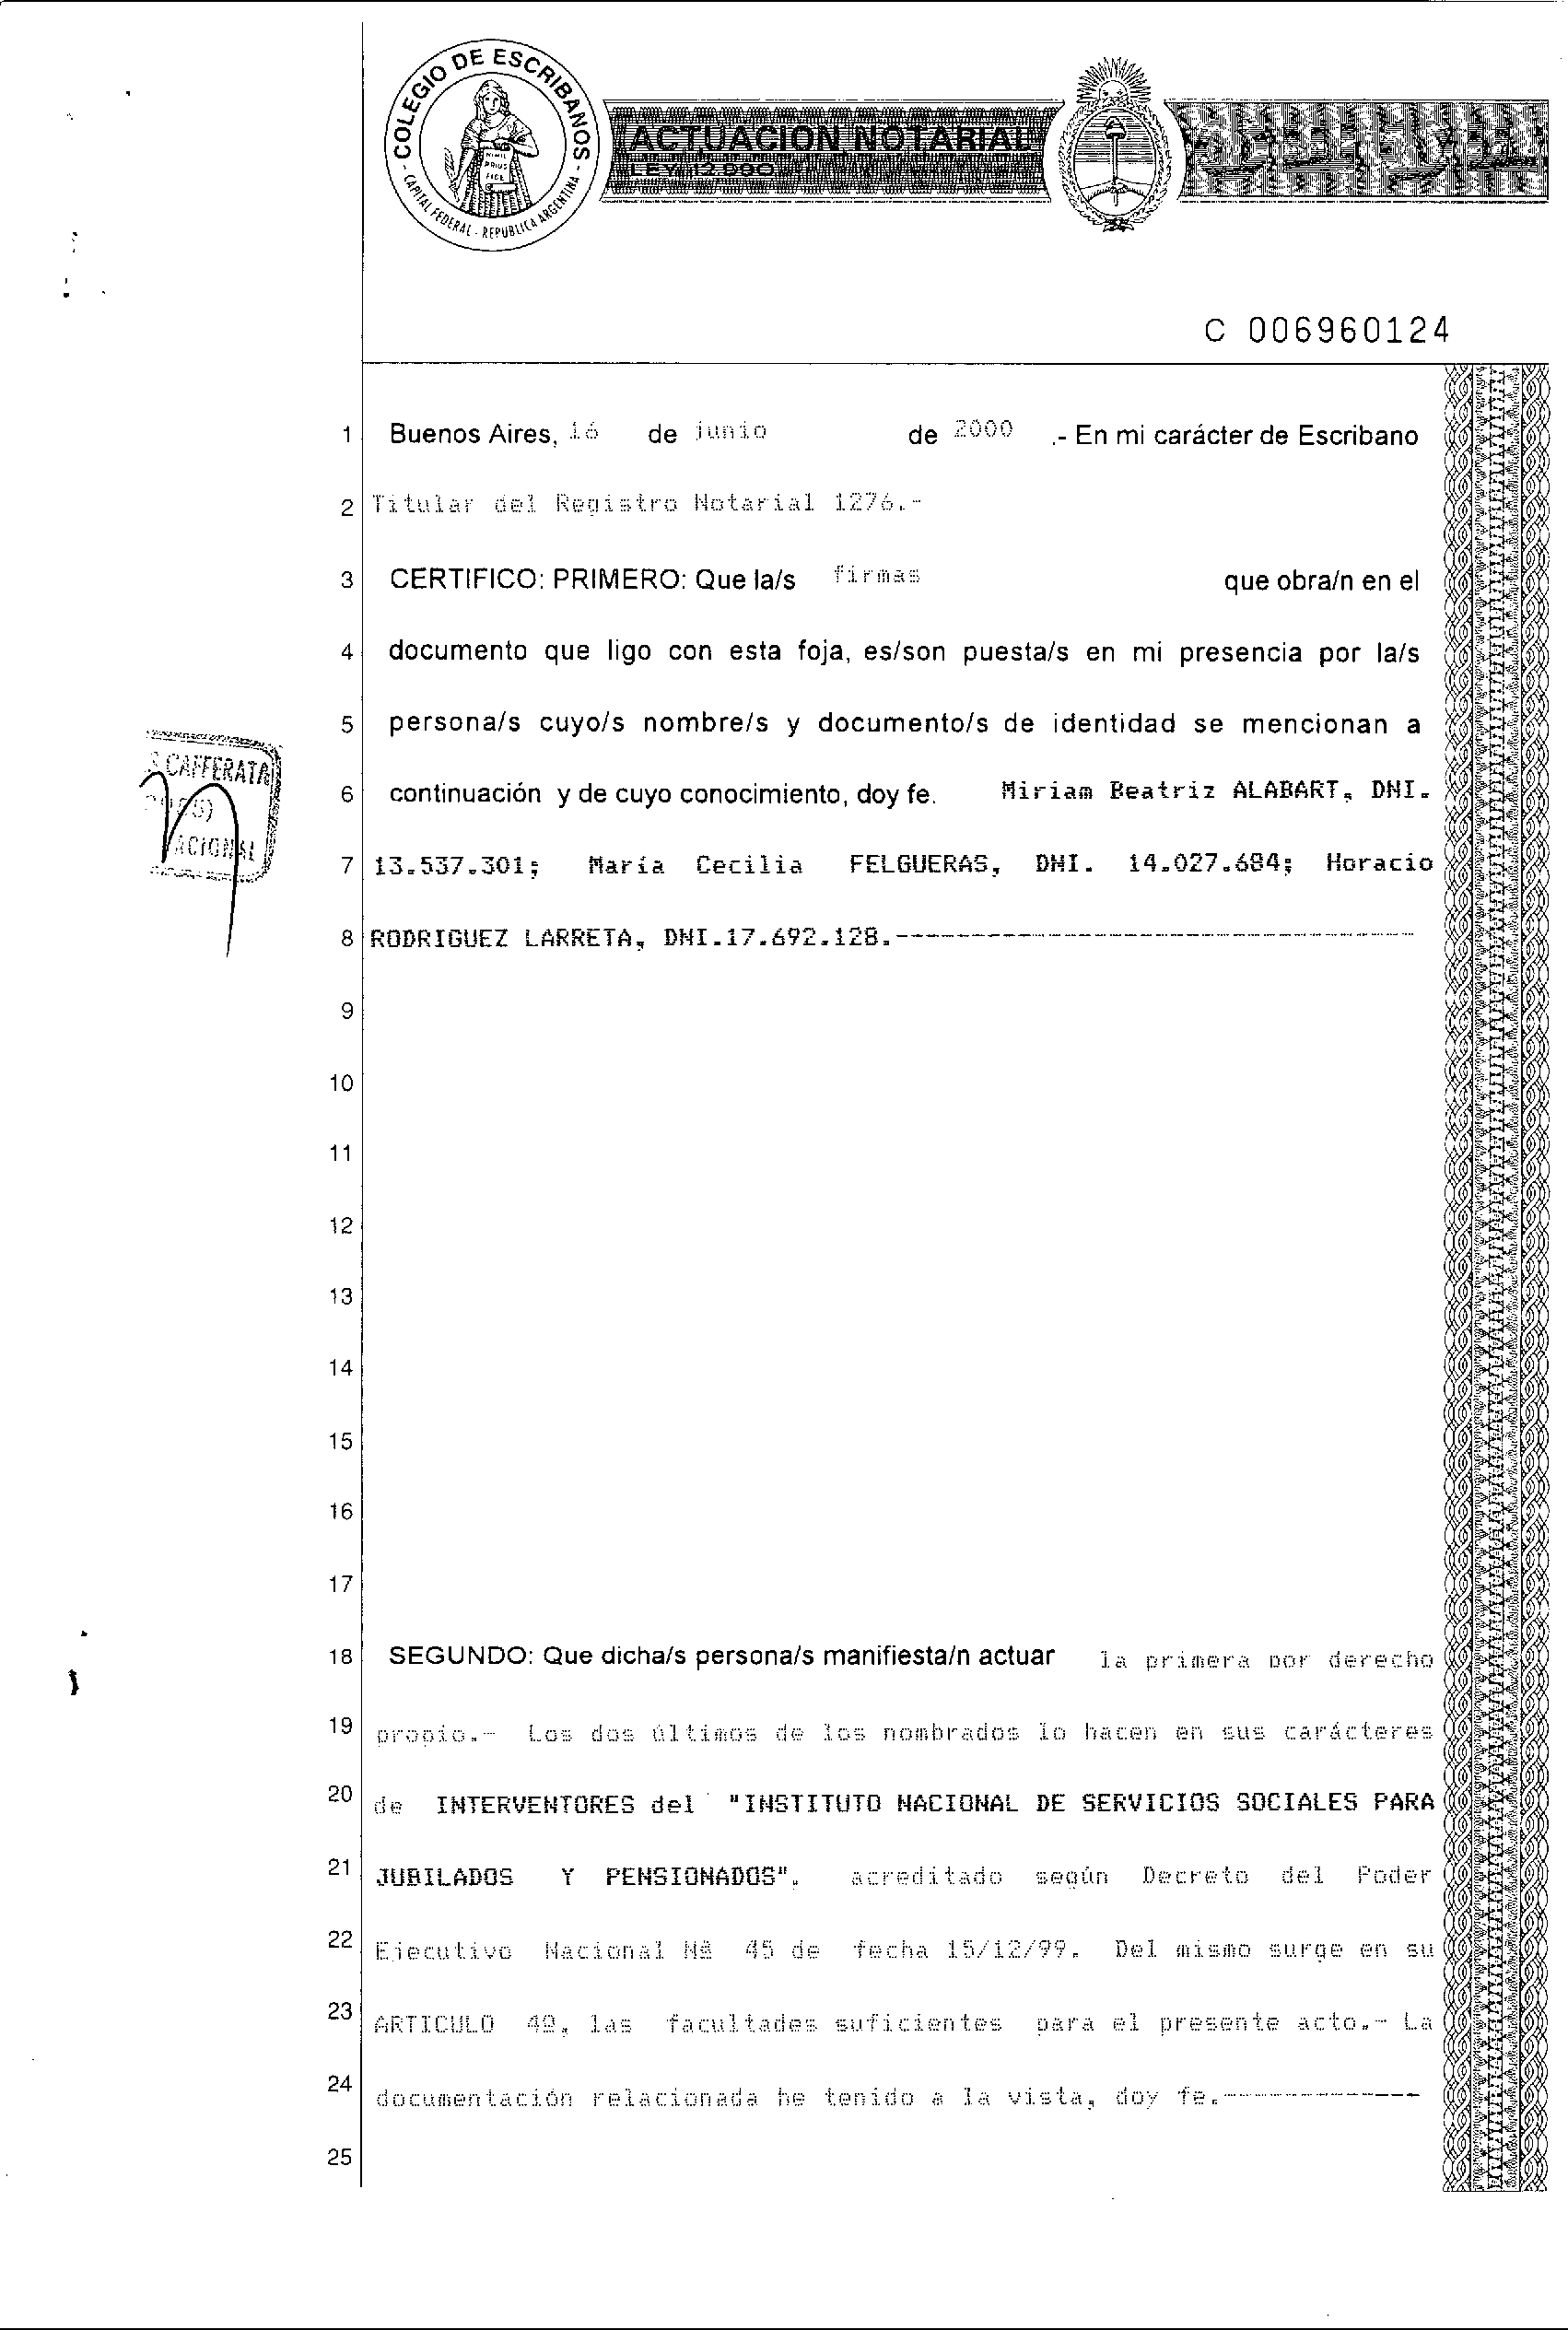 COLEGIO DE ESCRIBANOS
- CAPITAL FEDERAL - REPUBLICA ARGENTINA -
ACTUACION NOTARIAL
LEY 12.990
C 006960124
1 Buenos Aires, 16 de junio de 2000 .- En mi carácter de Escribano
2 Titular del Registro Notarial 1276.-
3 CERTIFICO: PRIMERO: Que la/s firmas que obra/n en el
4 documento que ligo con esta foja, es/son puesta/s en mi presencia por la/s
5 persona/s cuyo/s nombre/s y documento/s de identidad se mencionan a
CAFFERATA
6 continuación y de cuyo conocimiento, doy fe. Miriam Beatriz ALABART, DNI.
ACIONAL
7 13.537.301; María Cecilia FELGUERAS, DNI. 14.027.684; Horacio
8 RODRIGUEZ LARRETA, DNI.17.692.128.-----------------------------------
9
10
11
12
13
14
15
16
17
18 SEGUNDO: Que dicha/s persona/s manifiesta/n actuar la primera por derecho
19 propio.- Los dos últimos de los nombrados lo hacen en sus carácteres
20 de INTERVENTORES del "INSTITUTO NACIONAL DE SERVICIOS SOCIALES PARA
21 JUBILADOS Y PENSIONADOS", acreditado según Decreto del Poder
22 Ejecutivo Nacional Nº 45 de fecha 15/12/99. Del mismo surge en su
23 ARTICULO 4º, las facultades suficientes para el presente acto.- La
24 documentación relacionada he tenido a la vista, doy fe.-------------
25